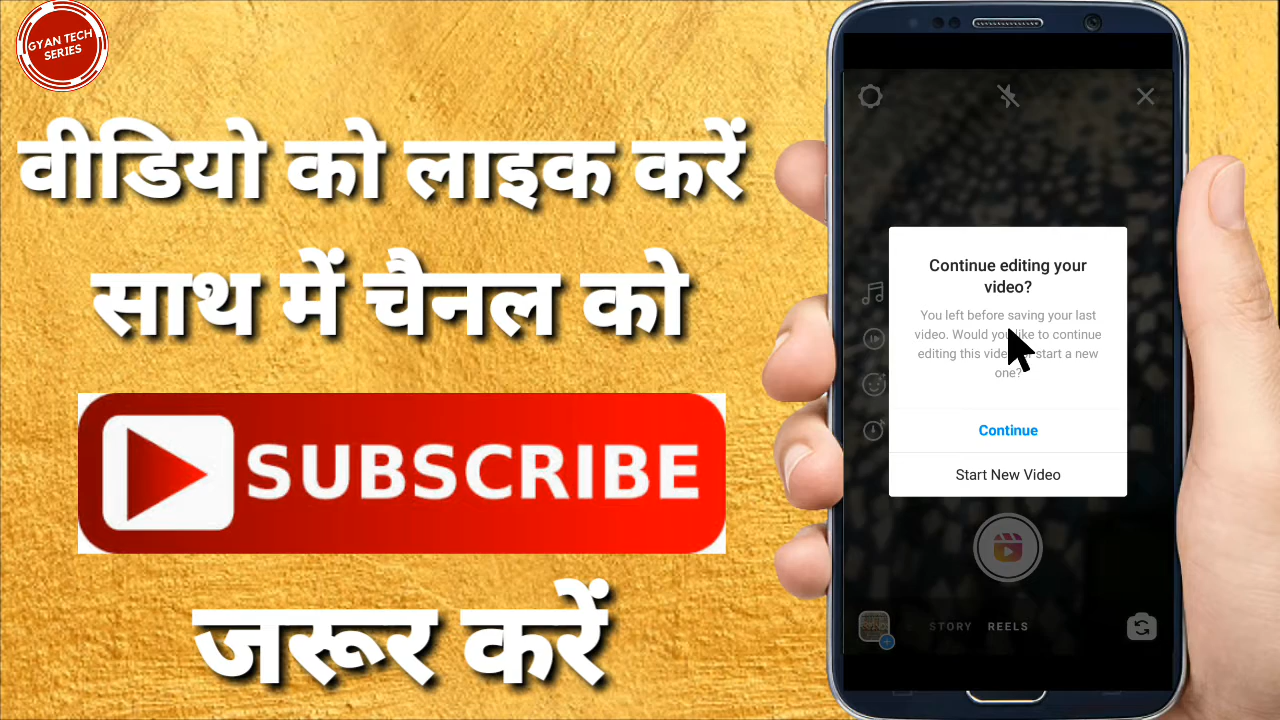 GYAN TECH
SERIES
वीडियो को लाइक करें
साथ में चैनल को
SUBSCRIBE
जरूर करें
Continue editing your
video?
You left before saving your last
video. Would you like to continue
editing this video or start a new
one?
Continue
Start New Video
STORY REELS